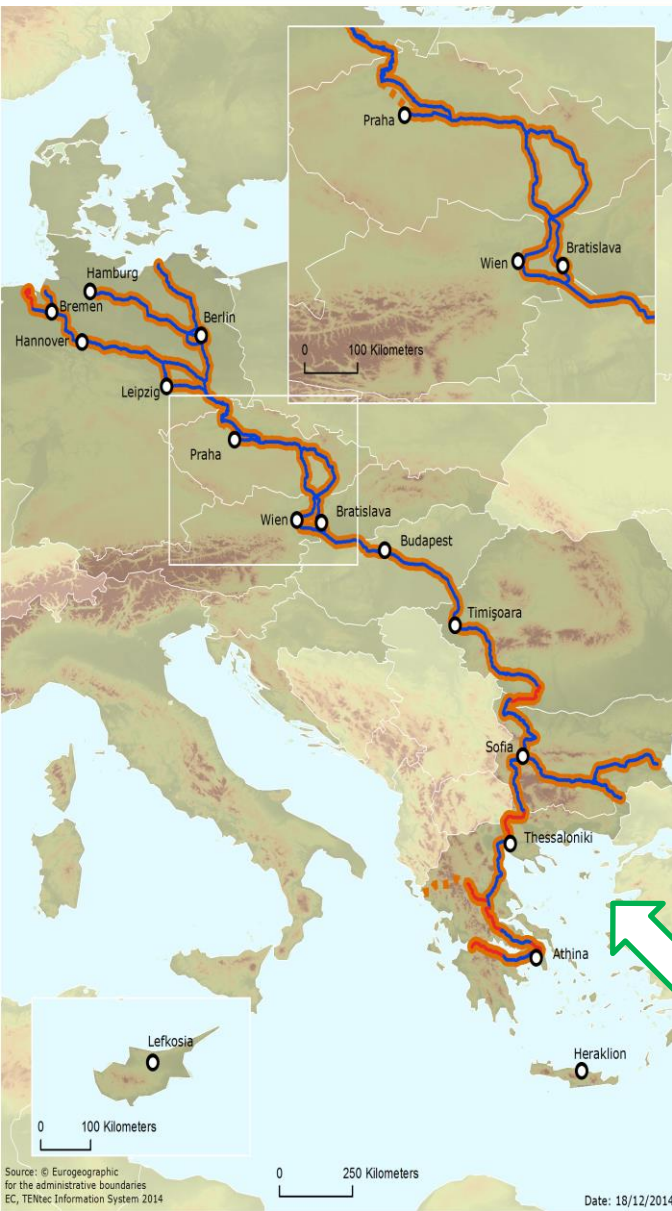 Praha
Wien
Bratislava
0 100 Kilometers
Hamburg
Bremen
Berlin
Hannover
Leipzig
Praha
Wien
Bratislava
Budapest
Timişoara
Sofia
Thessaloniki
Athina
Lefkosia
Heraklion
0 100 Kilometers
Source: © Eurogeographic
for the administrative boundaries
EC, TENtec Information System 2014
0 250 Kilometers
Date: 18/12/2014